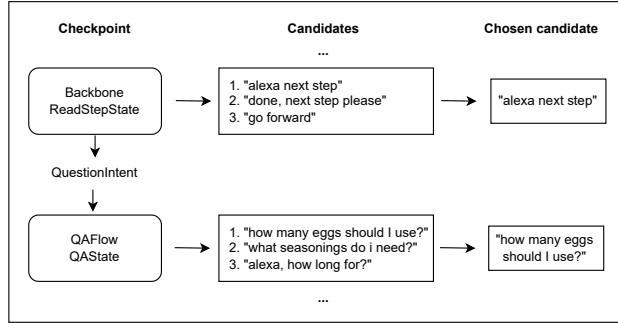 Checkpoint
Candidates
Chosen candidate
...
Backbone
ReadStepState
1. "alexa next step"
2. "done, next step please"
3. "go forward"
"alexa next step"
QuestionIntent
QAFlow
QAState
1. "how many eggs should I use?"
2. "what seasonings do i need?"
3. "alexa, how long for?"
"how many eggs
should I use?"
...